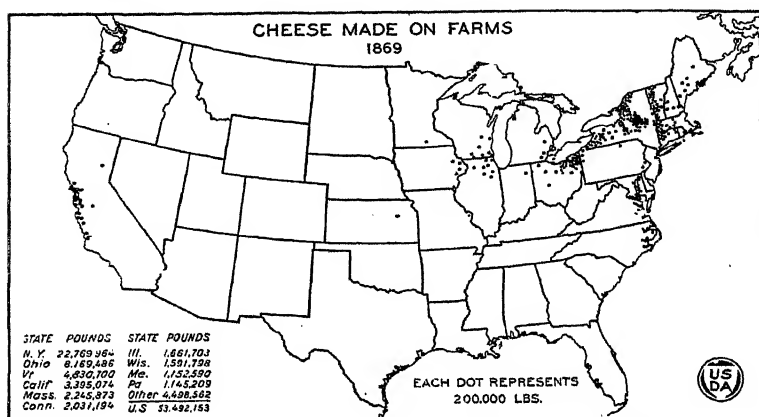 CHEESE MADE ON FARMS
1869
STATE POUNDS STATE POUNDS
N. Y. 22,769,964 Ill. 1,661,703
Ohio 8,169,486 Wis. 1,591,798
Vt 4,830,700 Me. 1,152,590
Calif 3,395,074 Pa 1,145,209
Mass. 2,245,873 Other 4,498,562
Conn. 2,031,194 U.S 53,492,153
EACH DOT REPRESENTS
200.000 LBS.
US
DA